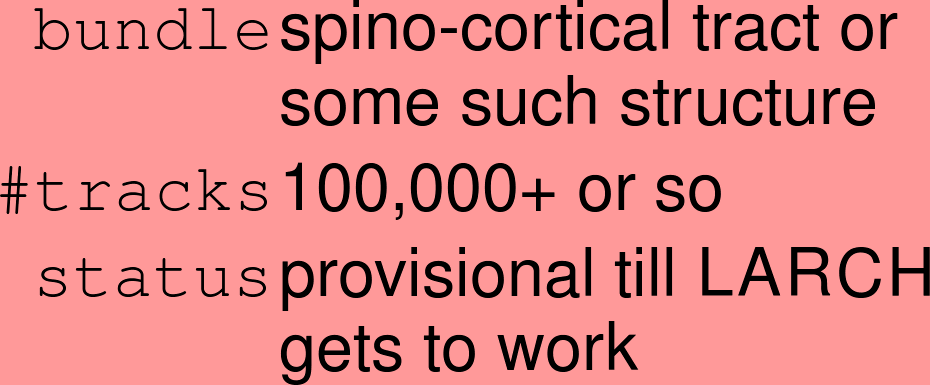 bundle spino-cortical tract or
some such structure
#tracks 100,000+ or so
status provisional till LARCH
gets to work